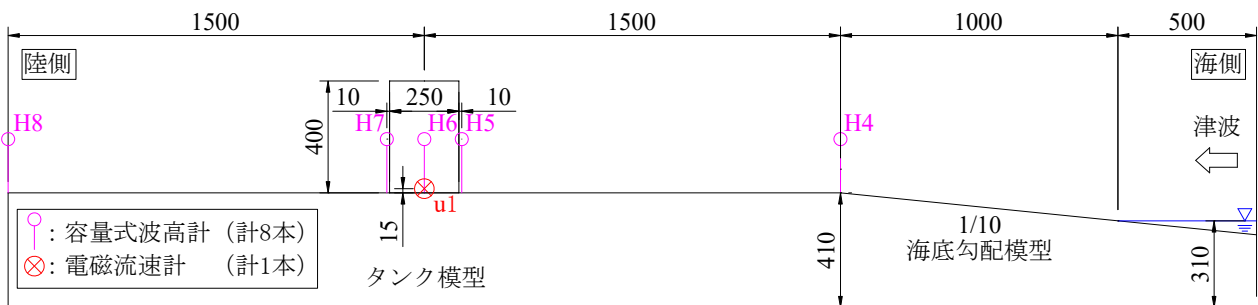 1500
1500
1000
500
陸側
海側
10
250
10
H8
H7
H6
H5
H4
津波
400
u1
15
:容量式波高計（計8本）
:電磁流速計　（計1本）
タンク模型
410
1/10
海底勾配模型
310